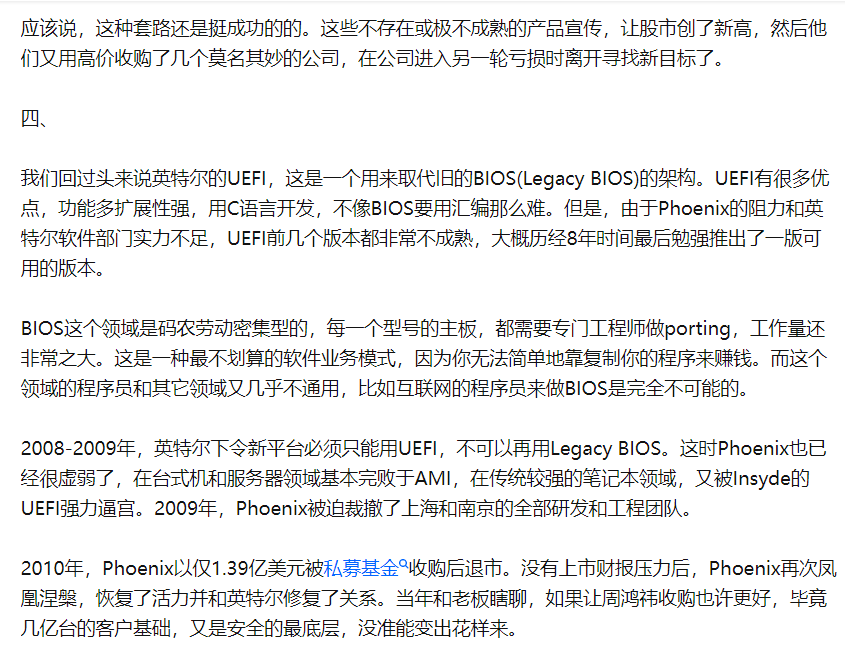 应该说，这种套路还是挺成功的的。这些不存在或极不成熟的产品宣传，让股市创了新高，然后他
们又用高价收购了几个莫名其妙的公司，在公司进入另一轮亏损时离开寻找新目标了。
四、
我们回过头来说英特尔的UEFI，这是一个用来取代旧的BIOS(Legacy BIOS)的架构。UEFI有很多优
点，功能多扩展性强，用C语言开发，不像BIOS要用汇编那么难。但是，由于Phoenix的阻力和英
特尔软件部门实力不足，UEFI前几个版本都非常不成熟，大概历经8年时间最后勉强推出了一版可
用的版本。
BIOS这个领域是码农劳动密集型的，每一个型号的主板，都需要专门工程师做porting，工作量还
非常之大。这是一种最不划算的软件业务模式，因为你无法简单地靠复制你的程序来赚钱。而这个
领域的程序员和其它领域又几乎不通用，比如互联网的程序员来做BIOS是完全不可能的。
2008-2009年，英特尔下令新平台必须只能用UEFI，不可以再用Legacy BIOS。这时Phoenix也已
经很虚弱了，在台式机和服务器领域基本完败于AMI，在传统较强的笔记本领域，又被Insyde的
UEFI强力逼宫。2009年，Phoenix被迫裁撤了上海和南京的全部研发和工程团队。
2010年，Phoenix以仅1.39亿美元被私募基金收购后退市。没有上市财报压力后，Phoenix再次凤
凰涅槃，恢复了活力并和英特尔修复了关系。当年和老板瞎聊，如果让周鸿祎收购也许更好，毕竟
几亿台的客户基础，又是安全的最底层，没准能变出花样来。